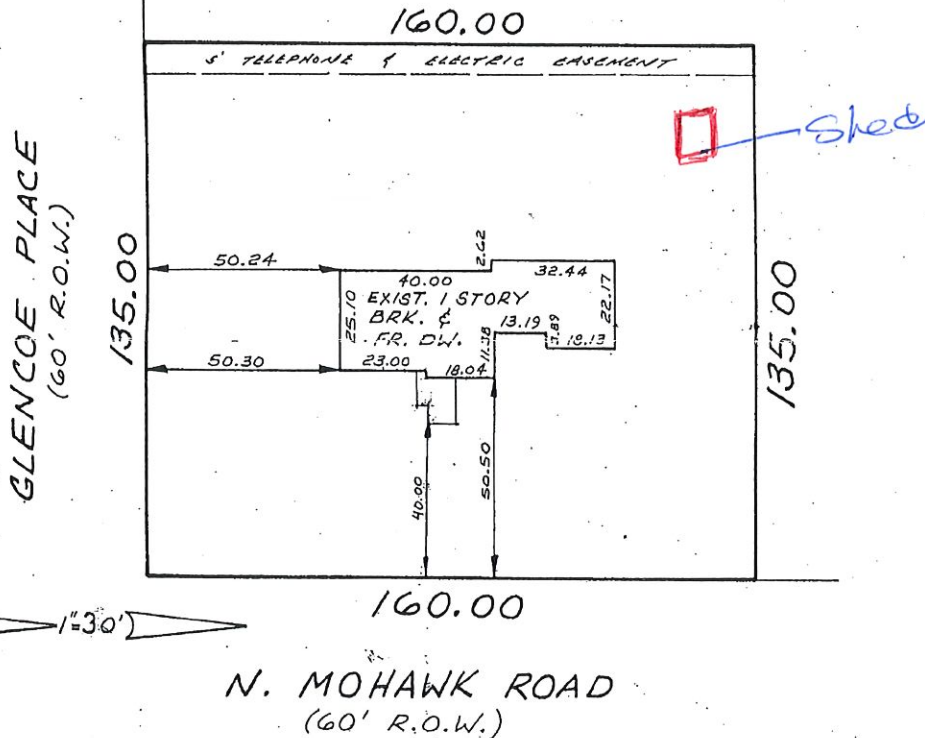 160.00
5' TELEPHONE & ELECTRIC EASEMENT
Shed
GLENCOE PLACE
(60' R.O.W.)
135.00
50.24
40.00
2.62
32.44
EXIST. 1 STORY
BRK. &
FR. DW.
25.10
22.17
13.19
3.89
18.13
11.38
50.30
23.00
18.04
40.00
50.50
135.00
160.00
1"=30'
N. MOHAWK ROAD
(60' R.O.W.)